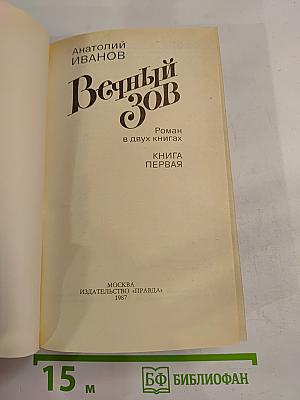 Анатолий
ИВАНОВ
Вечный
зов
Роман
в двух книгах
КНИГА
ПЕРВАЯ
МОСКВА
ИЗДАТЕЛЬСТВО «ПРАВДА»
1987
15 м
БФ БИБЛИОФАН